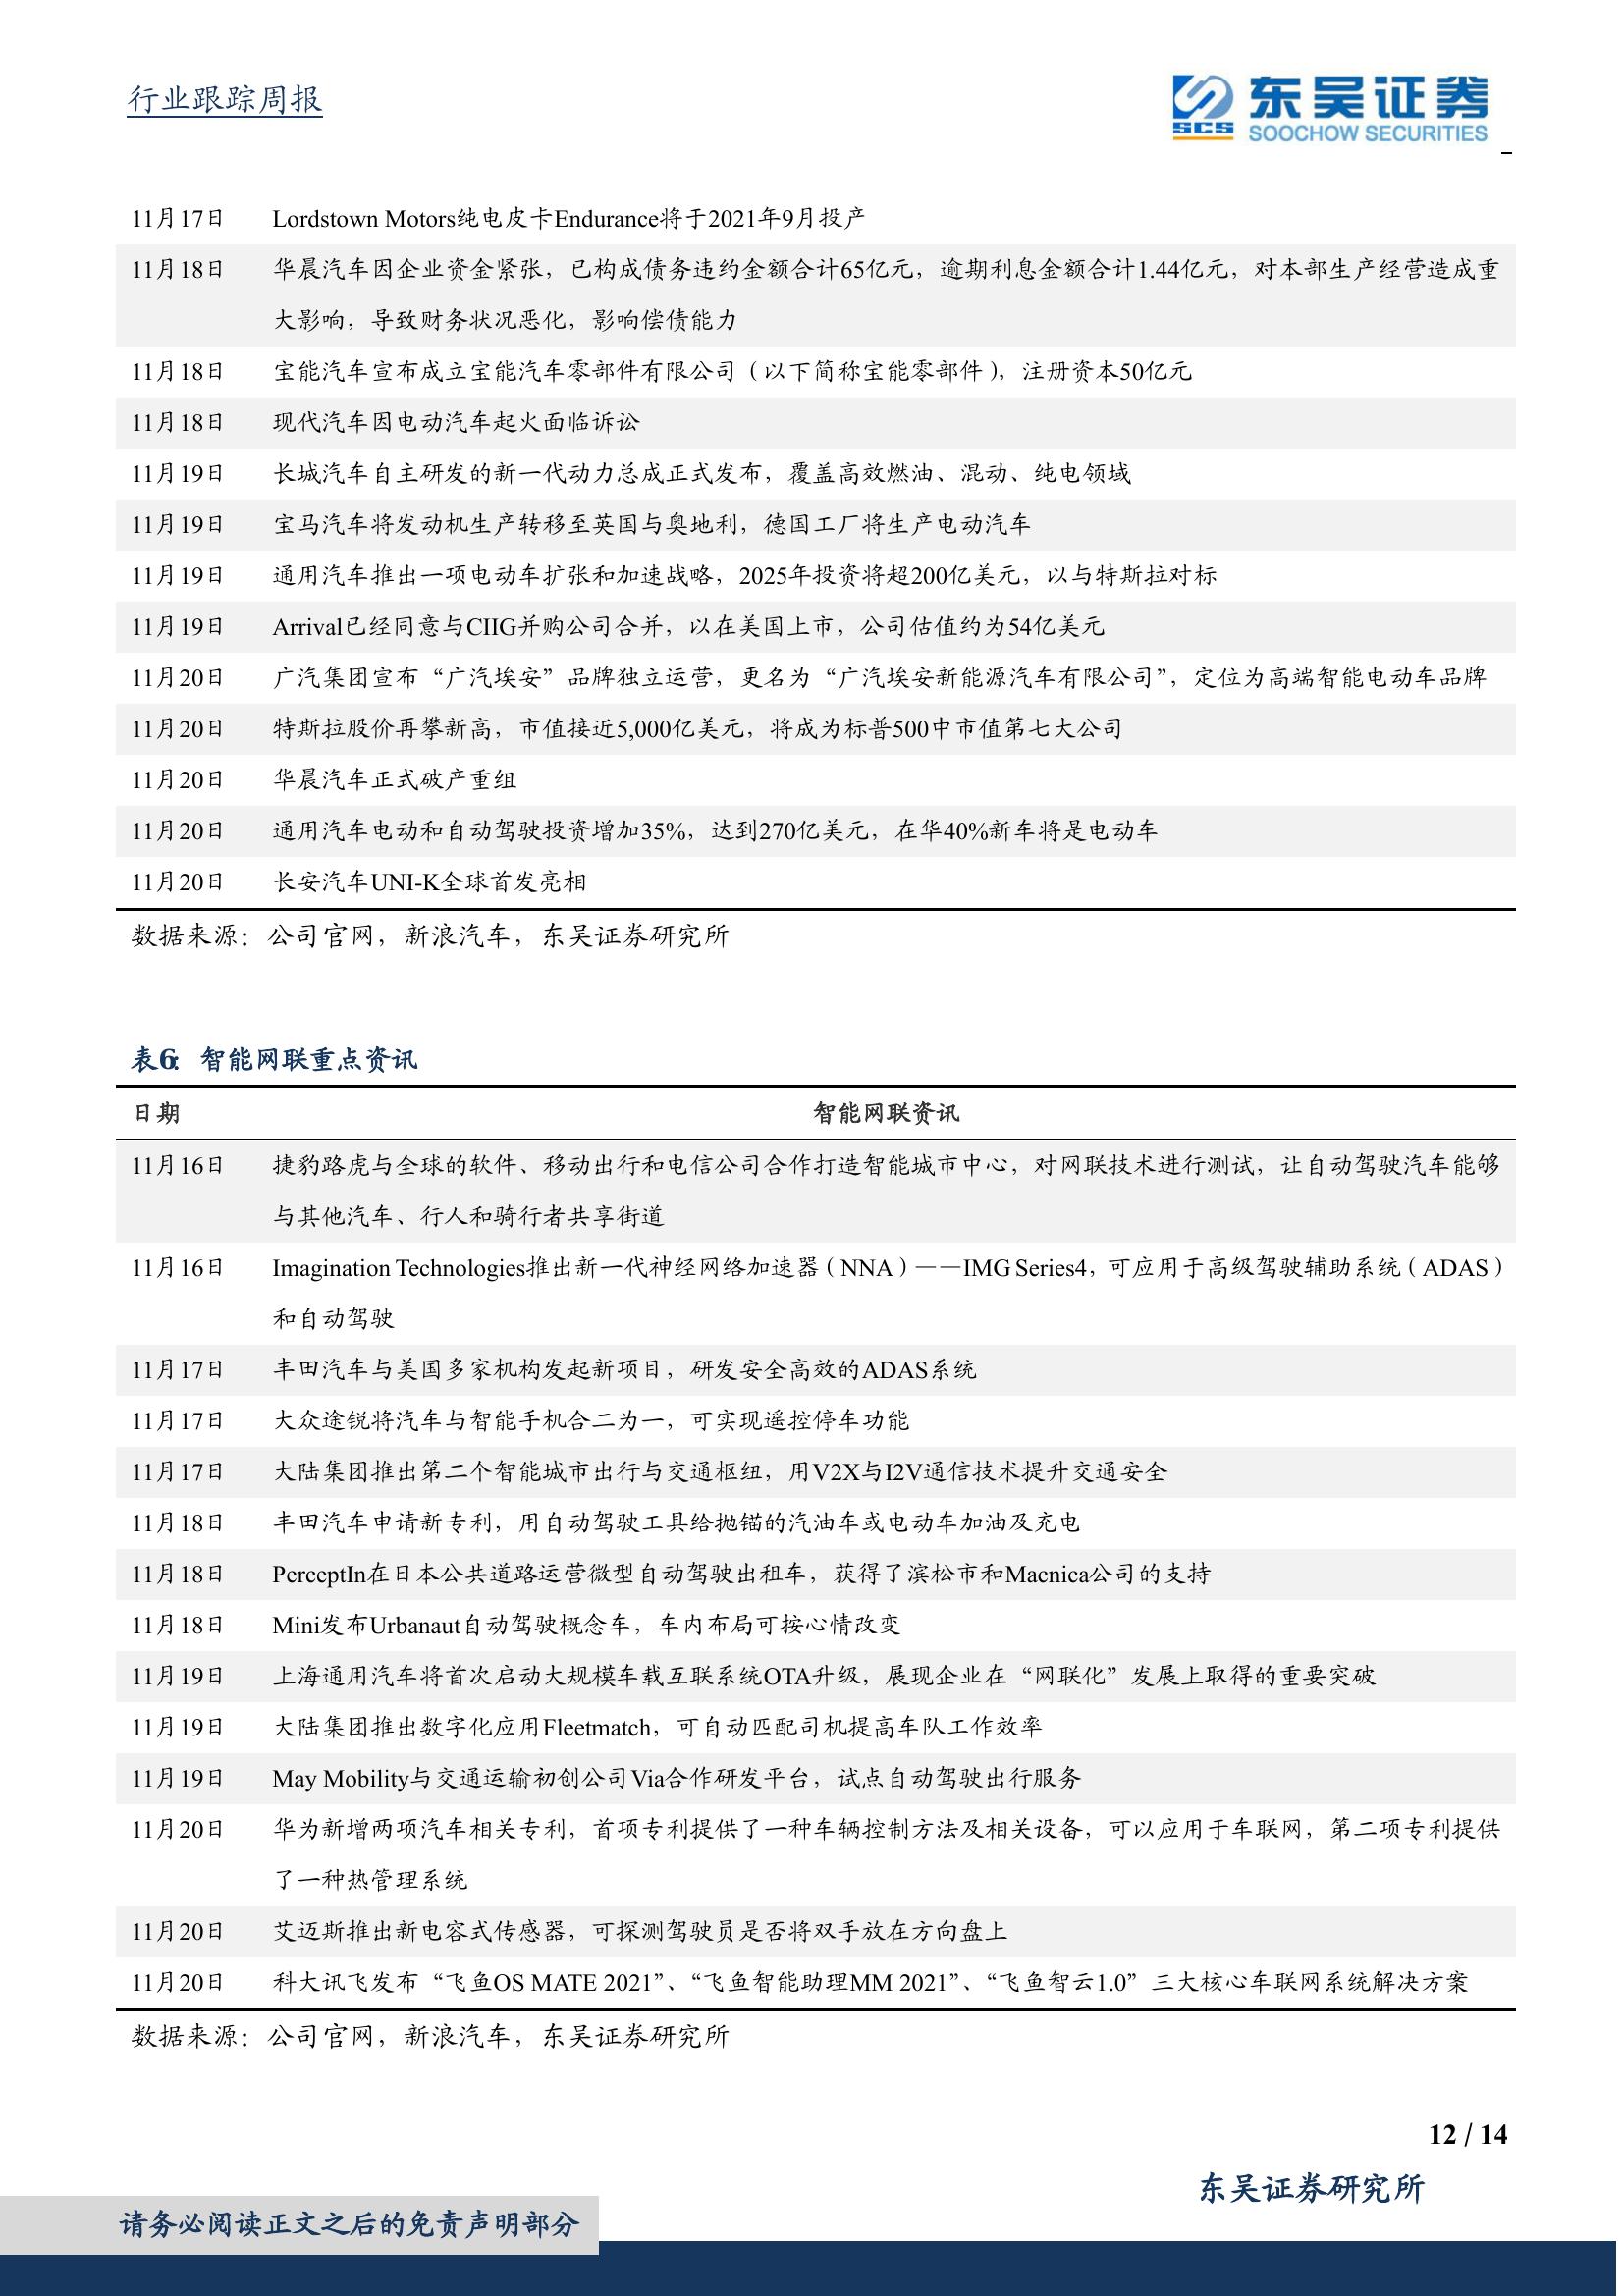 行业跟踪周报
SCS 东吴证券
SOOCHOW SECURITIES
11月17日 Lordstown Motors纯电皮卡Endurance将于2021年9月投产
11月18日 华晨汽车因企业资金紧张，已构成债务违约金额合计65亿元，逾期利息金额合计1.44亿元，对本部生产经营造成重
大影响，导致财务状况恶化，影响偿债能力
11月18日 宝能汽车宣布成立宝能汽车零部件有限公司（以下简称宝能零部件），注册资本50亿元
11月18日 现代汽车因电动汽车起火面临诉讼
11月19日 长城汽车自主研发的新一代动力总成正式发布，覆盖高效燃油、混动、纯电领域
11月19日 宝马汽车将发动机生产转移至英国与奥地利，德国工厂将生产电动汽车
11月19日 通用汽车推出一项电动车扩张和加速战略，2025年投资将超200亿美元，以与特斯拉对标
11月19日 Arrival已经同意与CIIG并购公司合并，以在美国上市，公司估值约为54亿美元
11月20日 广汽集团宣布“广汽埃安”品牌独立运营，更名为“广汽埃安新能源汽车有限公司”，定位为高端智能电动车品牌
11月20日 特斯拉股价再攀新高，市值接近5,000亿美元，将成为标普500中市值第七大公司
11月20日 华晨汽车正式破产重组
11月20日 通用汽车电动和自动驾驶投资增加35%，达到270亿美元，在华40%新车将是电动车
11月20日 长安汽车UNI-K全球首发亮相
数据来源：公司官网，新浪汽车，东吴证券研究所
表6：智能网联重点资讯
日期 智能网联资讯
11月16日 捷豹路虎与全球的软件、移动出行和电信公司合作打造智能城市中心，对网联技术进行测试，让自动驾驶汽车能够
与其他汽车、行人和骑行者共享街道
11月16日 Imagination Technologies推出新一代神经网络加速器（NNA）——IMG Series4，可应用于高级驾驶辅助系统（ADAS）
和自动驾驶
11月17日 丰田汽车与美国多家机构发起新项目，研发安全高效的ADAS系统
11月17日 大众途锐将汽车与智能手机合二为一，可实现遥控停车功能
11月17日 大陆集团推出第二个智能城市出行与交通枢纽，用V2X与I2V通信技术提升交通安全
11月18日 丰田汽车申请新专利，用自动驾驶工具给抛锚的汽油车或电动车加油及充电
11月18日 PerceptIn在日本公共道路运营微型自动驾驶出租车，获得了滨松市和Macnica公司的支持
11月18日 Mini发布Urbanaut自动驾驶概念车，车内布局可按心情改变
11月19日 上海通用汽车将首次启动大规模车载互联系统OTA升级，展现企业在“网联化”发展上取得的重要突破
11月19日 大陆集团推出数字化应用Fleetmatch，可自动匹配司机提高车队工作效率
11月19日 May Mobility与交通运输初创公司Via合作研发平台，试点自动驾驶出行服务
11月20日 华为新增两项汽车相关专利，首项专利提供了一种车辆控制方法及相关设备，可以应用于车联网，第二项专利提供
了一种热管理系统
11月20日 艾迈斯推出新电容式传感器，可探测驾驶员是否将双手放在方向盘上
11月20日 科大讯飞发布“飞鱼OS MATE 2021”、“飞鱼智能助理MM 2021”、“飞鱼智云1.0”三大核心车联网系统解决方案
数据来源：公司官网，新浪汽车，东吴证券研究所
12 / 14
东吴证券研究所
请务必阅读正文之后的免责声明部分